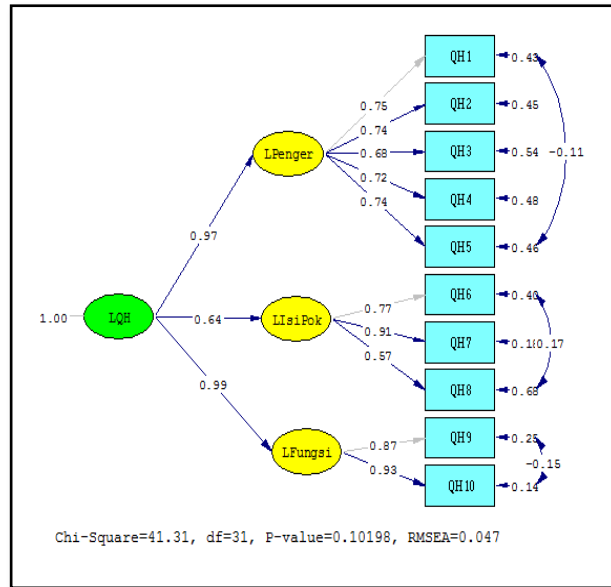 QH1
0.43
0.75
QH2
0.45
0.74
LPenger
0.68
QH3
0.54
-0.11
0.72
QH4
0.48
0.74
QH5
0.46
0.97
QH6
0.40
0.77
1.00
LQH
0.64
LIsiPok
0.91
QH7
0.18
0.17
0.57
QH8
0.68
0.99
QH9
0.25
0.87
LFungsi
-0.15
0.93
QH10
0.14
Chi-Square=41.31, df=31, P-value=0.10198, RMSEA=0.047